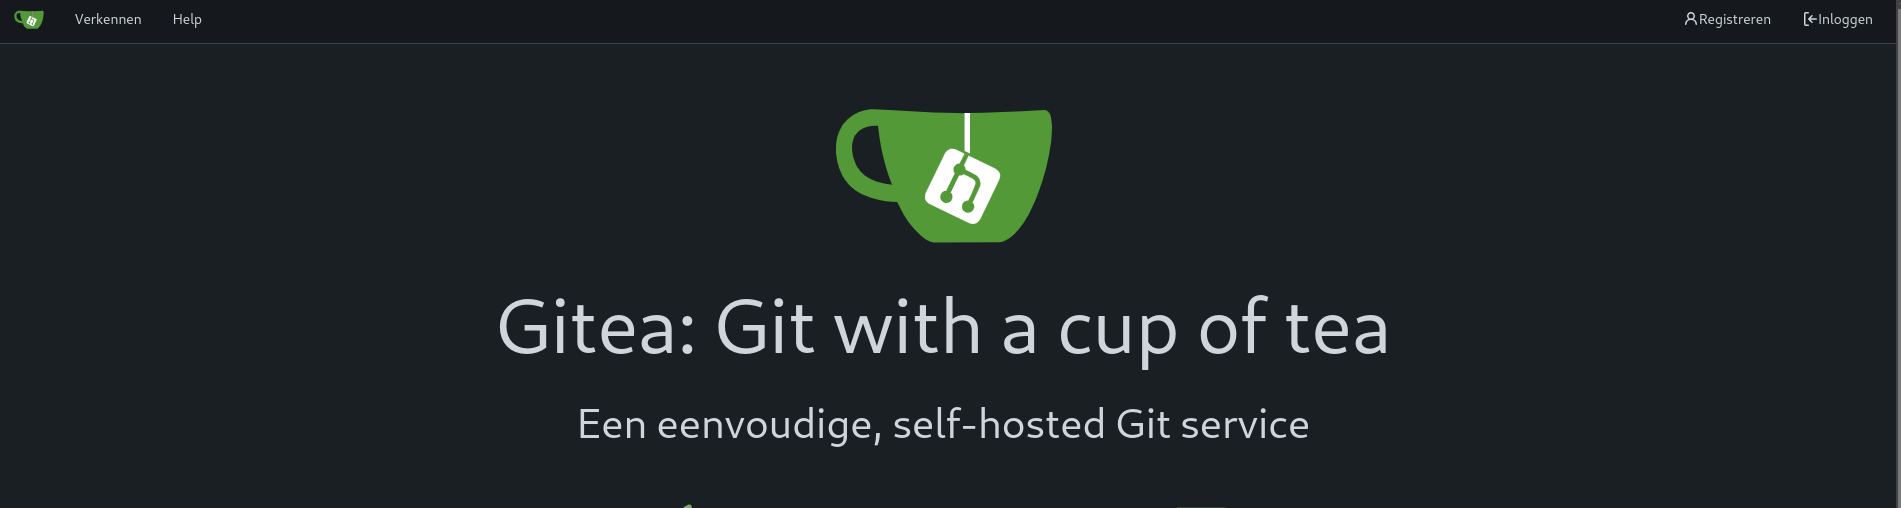 Verkennen Help Registreren Inloggen
Gitea: Git with a cup of tea
Een eenvoudige, self-hosted Git service